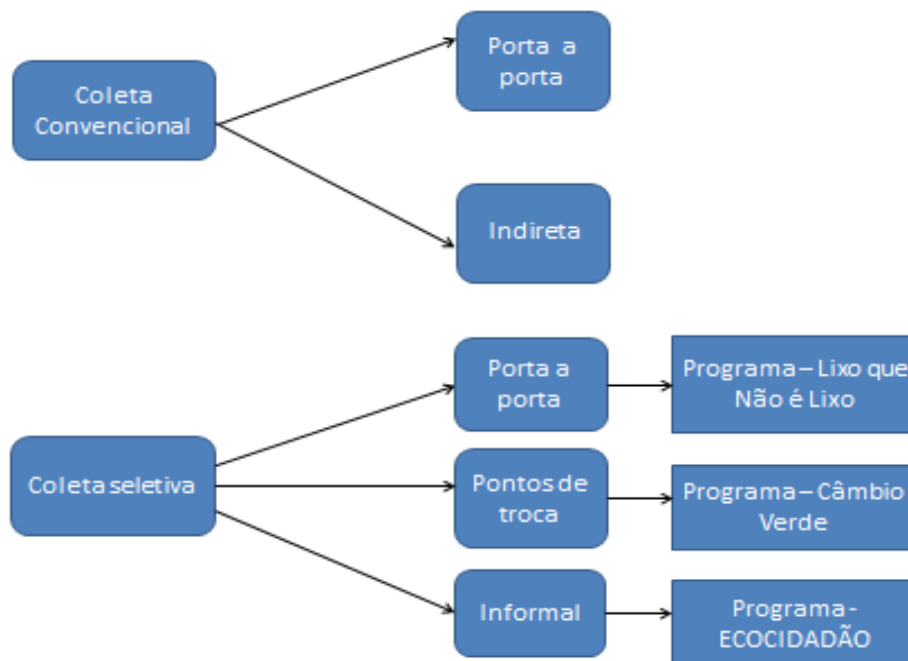 Coleta
Convencional
Porta a
porta
Indireta
Coleta seletiva
Porta a
porta
Programa – Lixo que
Não é Lixo
Pontos de
troca
Programa – Câmbio
Verde
Informal
Programa -
ECOCIDADÃO